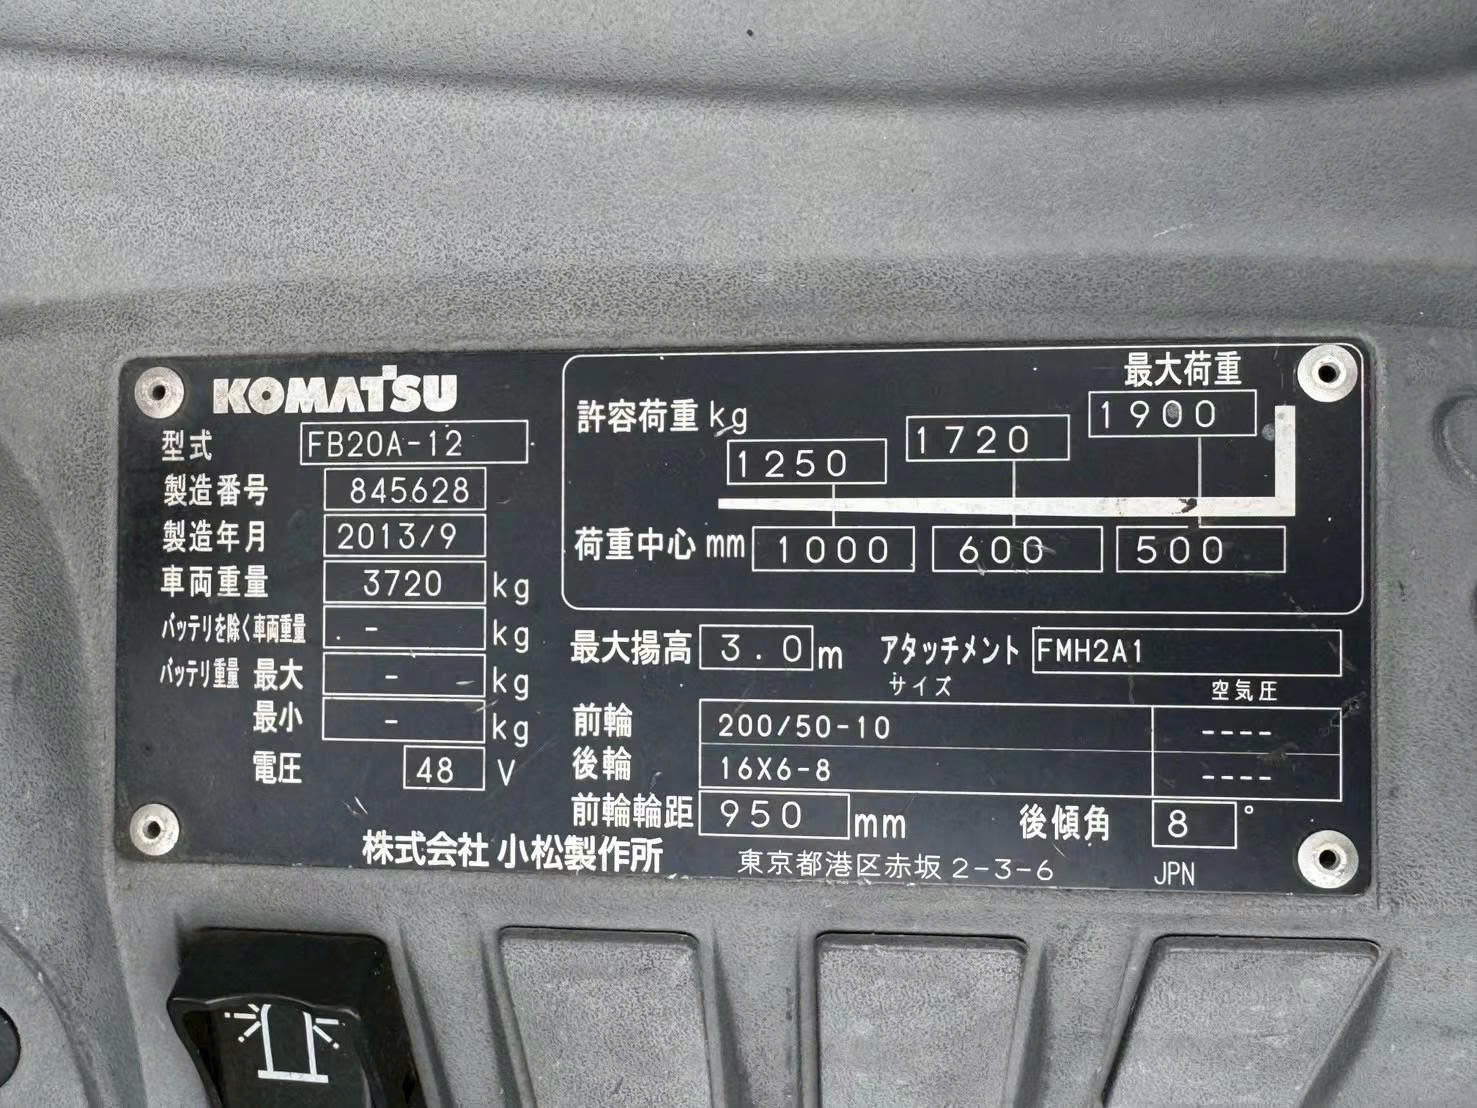 KOMATSU
型式 FB20A-12
製造番号 845628
製造年月 2013/9
車両重量 3720 kg
バッテリを除く車両重量 - kg
バッテリ重量 最大 - kg
最小 - kg
電圧 48 V
最大荷重
許容荷重 kg 1250 1720 1900
荷重中心 mm 1000 600 500
最大揚高 3.0 m アタッチメント FMH2A1
サイズ 空気圧
前輪 200/50-10 ----
後輪 16X6-8 ----
前輪輪距 950 mm 後傾角 8 °
株式会社 小松製作所 東京都港区赤坂 2-3-6 JPN